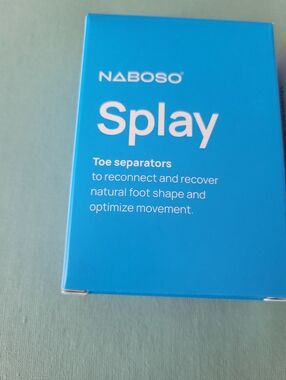 NABOSO®
Splay
Toe separators
to reconnect and recover
natural foot shape and
optimize movement.